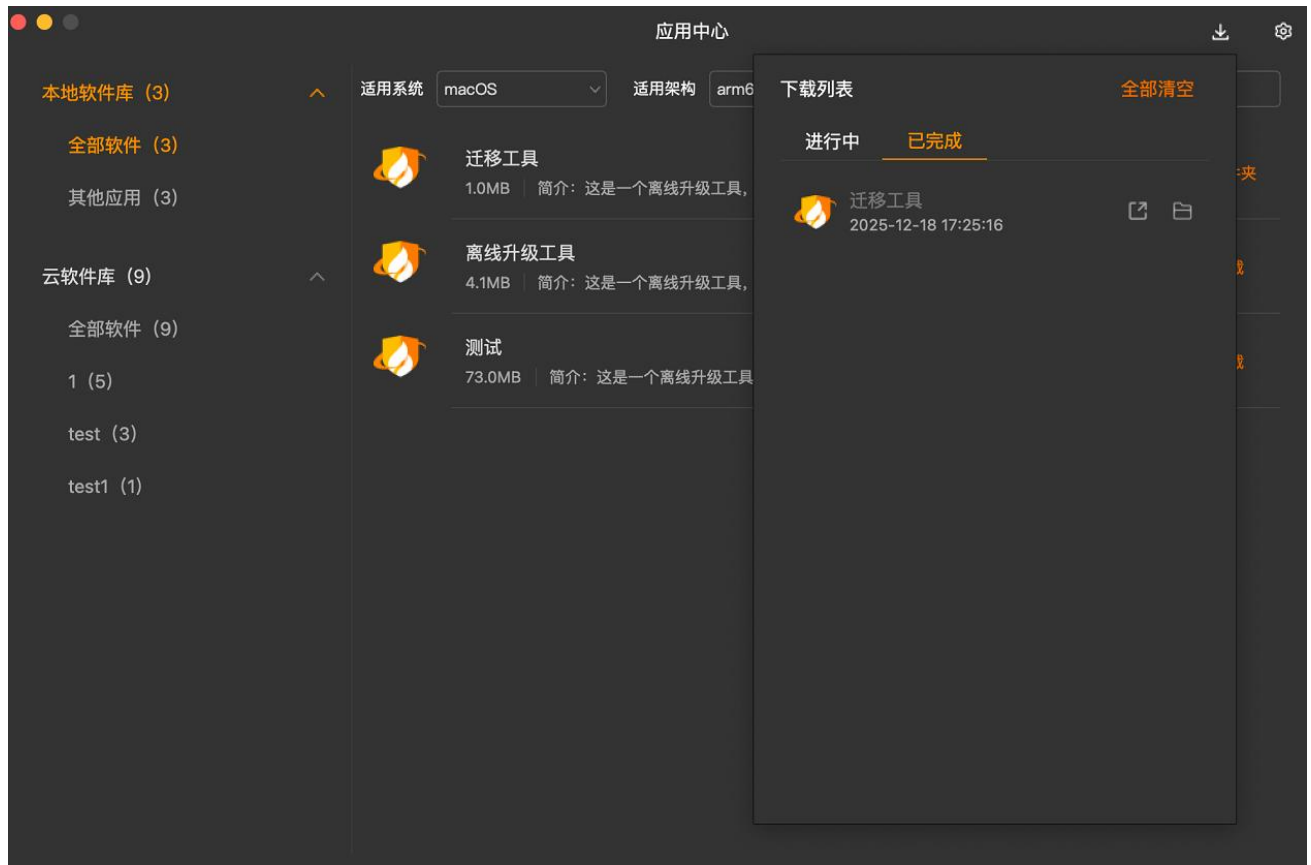 应用中心
本地软件库（3）
全部软件（3）
其他应用（3）
云软件库（9）
全部软件（9）
1（5）
test（3）
test1（1）
适用系统 macOS 适用架构 arm6
迁移工具
1.0MB 简介：这是一个离线升级工具，
离线升级工具
4.1MB 简介：这是一个离线升级工具，
测试
73.0MB 简介：这是一个离线升级工具
下载列表 全部清空
进行中 已完成
迁移工具
2025-12-18 17:25:16
夹